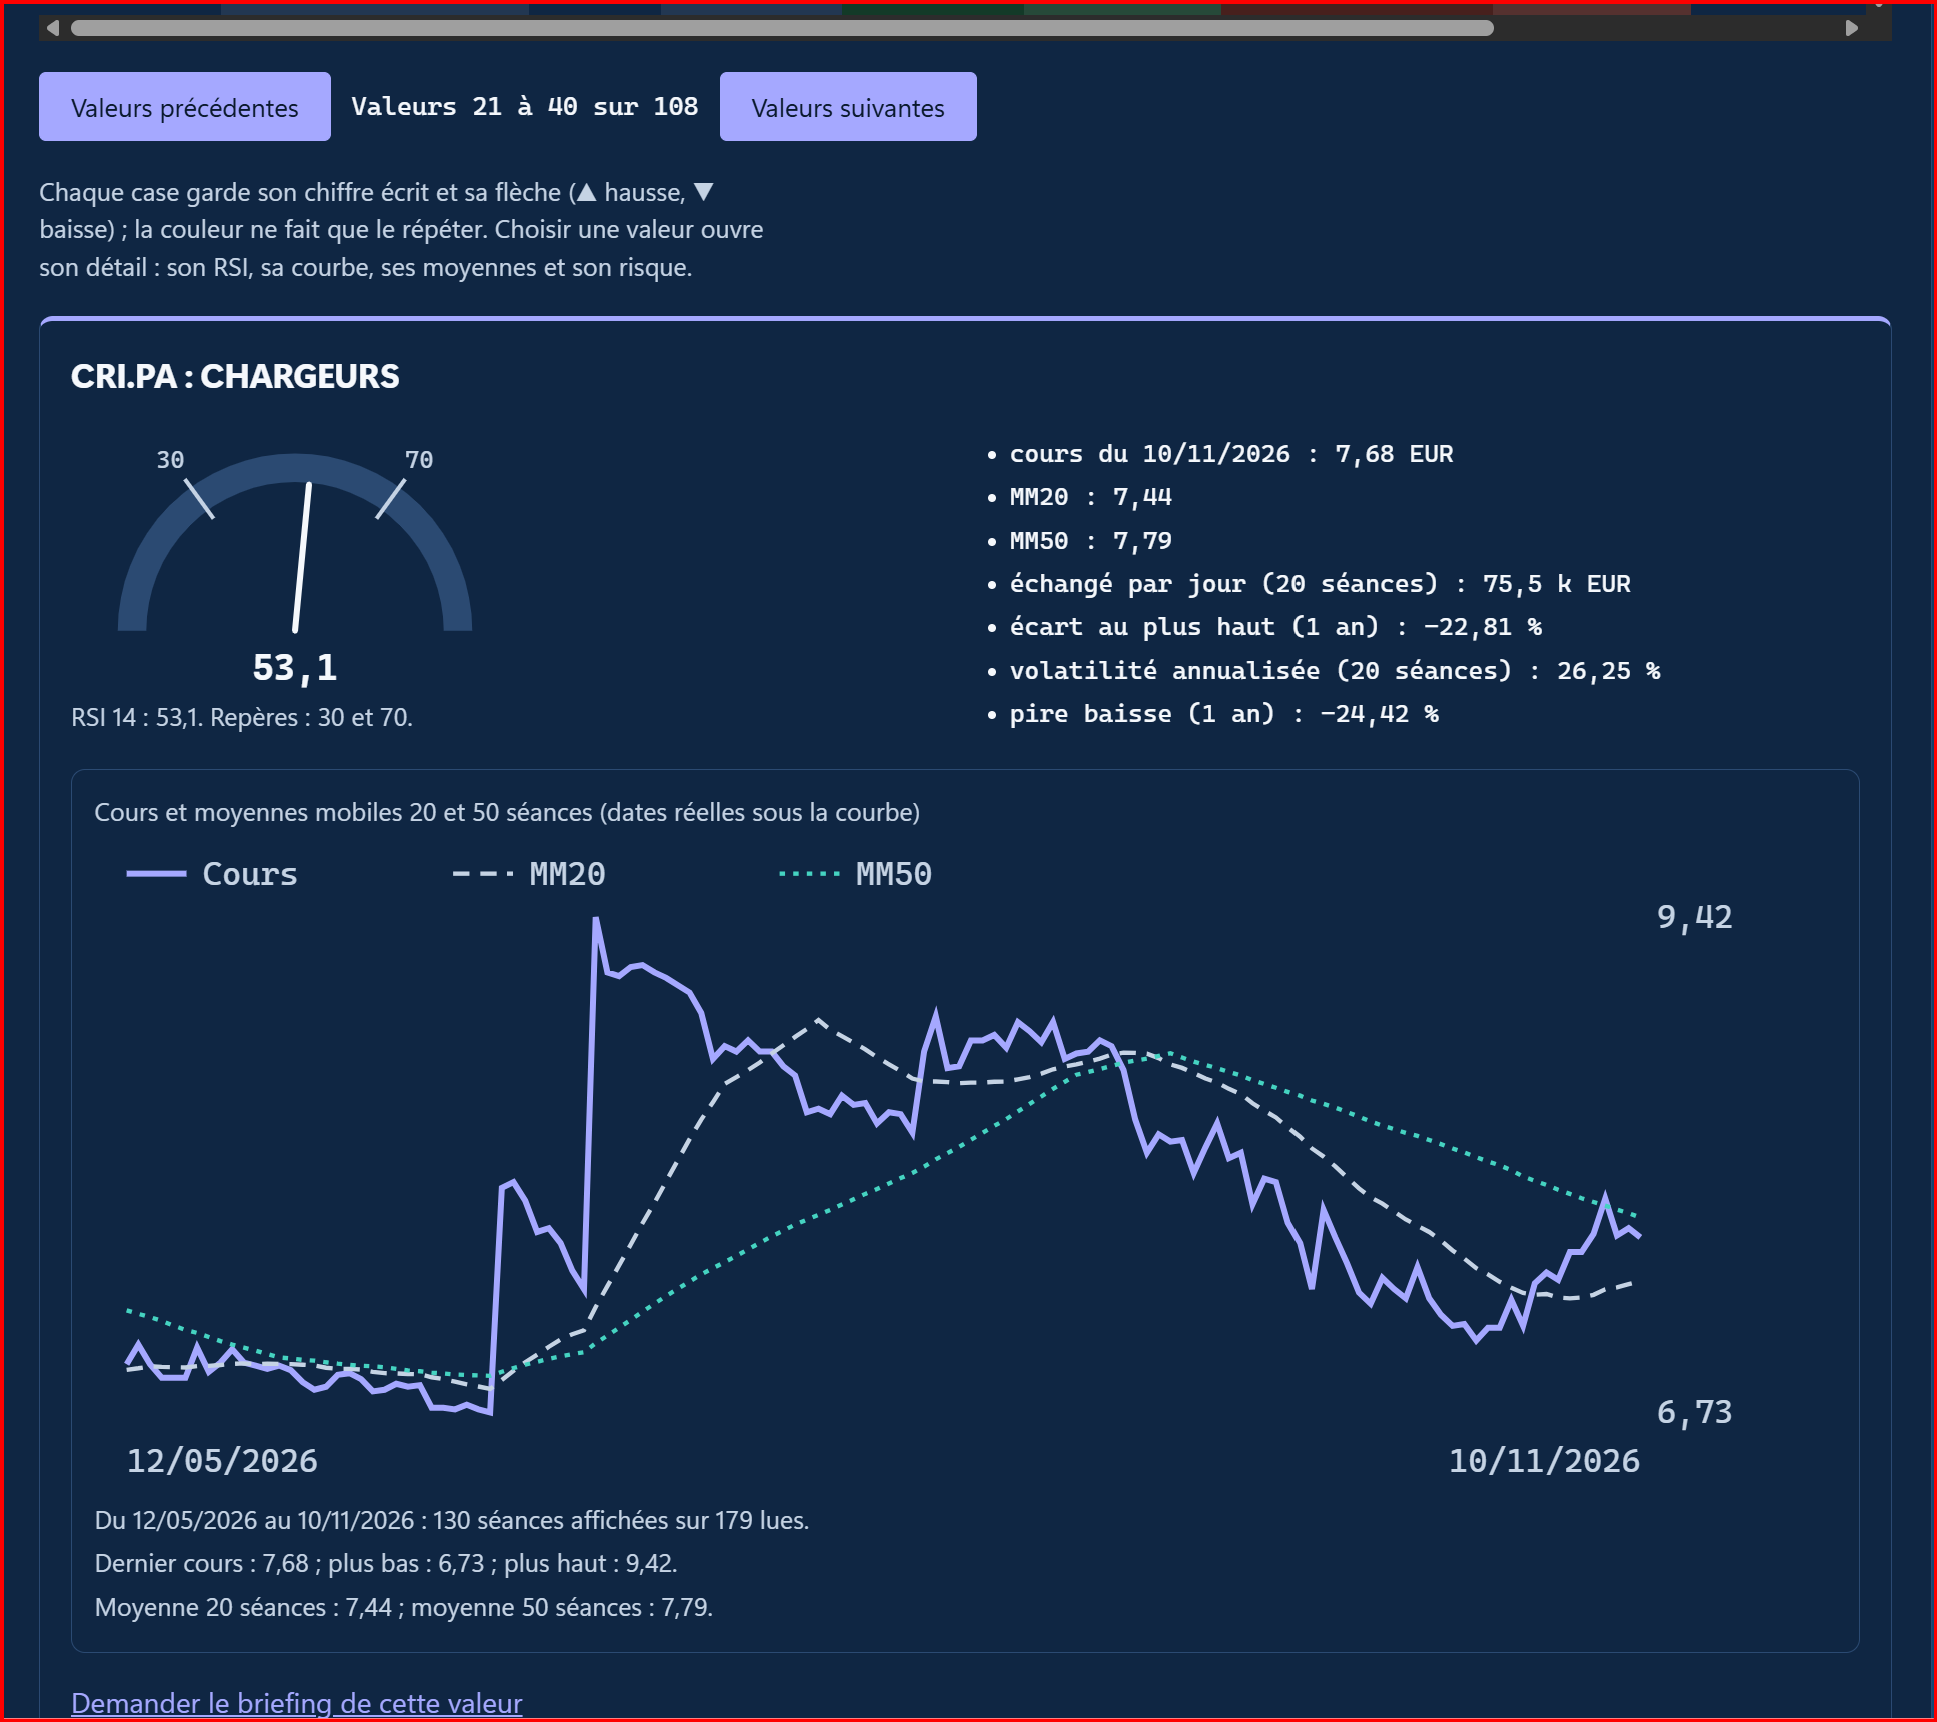 Valeurs précédentes
Valeurs 21 à 40 sur 108
Valeurs suivantes
Chaque case garde son chiffre écrit et sa flèche (▲ hausse, ▼
baisse) ; la couleur ne fait que le répéter. Choisir une valeur ouvre
son détail : son RSI, sa courbe, ses moyennes et son risque.
CRI.PA : CHARGEURS
30
70
53,1
RSI 14 : 53,1. Repères : 30 et 70.
• cours du 10/11/2026 : 7,68 EUR
• MM20 : 7,44
• MM50 : 7,79
• échangé par jour (20 séances) : 75,5 k EUR
• écart au plus haut (1 an) : −22,81 %
• volatilité annualisée (20 séances) : 26,25 %
• pire baisse (1 an) : −24,42 %
Cours et moyennes mobiles 20 et 50 séances (dates réelles sous la courbe)
Cours
MM20
MM50
9,42
6,73
12/05/2026
10/11/2026
Du 12/05/2026 au 10/11/2026 : 130 séances affichées sur 179 lues.
Dernier cours : 7,68 ; plus bas : 6,73 ; plus haut : 9,42.
Moyenne 20 séances : 7,44 ; moyenne 50 séances : 7,79.
Demander le briefing de cette valeur